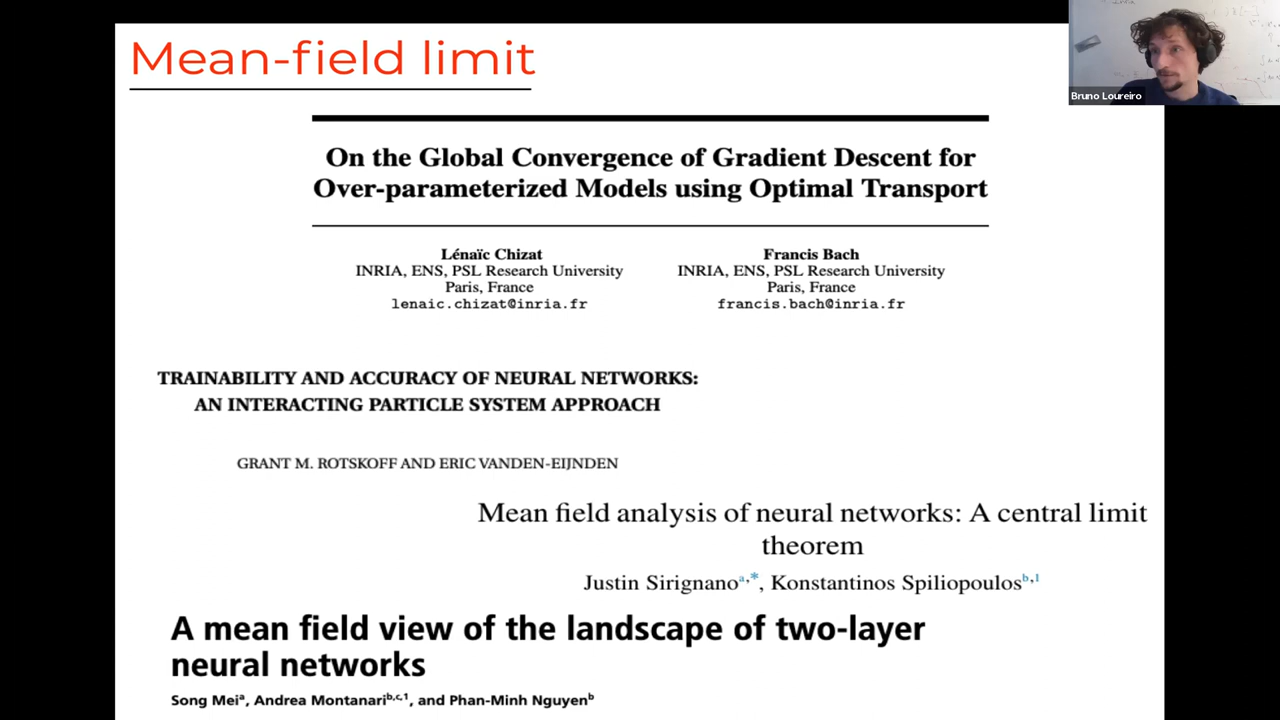 Mean-field limit
Bruno Loureiro
On the Global Convergence of Gradient Descent for
Over-parameterized Models using Optimal Transport
Lénaïc Chizat
INRIA, ENS, PSL Research University
Paris, France
lenaic.chizat@inria.fr
Francis Bach
INRIA, ENS, PSL Research University
Paris, France
francis.bach@inria.fr
TRAINABILITY AND ACCURACY OF NEURAL NETWORKS:
AN INTERACTING PARTICLE SYSTEM APPROACH
GRANT M. ROTSKOFF AND ERIC VANDEN-EIJNDEN
Mean field analysis of neural networks: A central limit
theorem
Justin Sirignano^a,*, Konstantinos Spiliopoulos^b,1
A mean field view of the landscape of two-layer
neural networks
Song Mei^a, Andrea Montanari^b,c,1, and Phan-Minh Nguyen^b